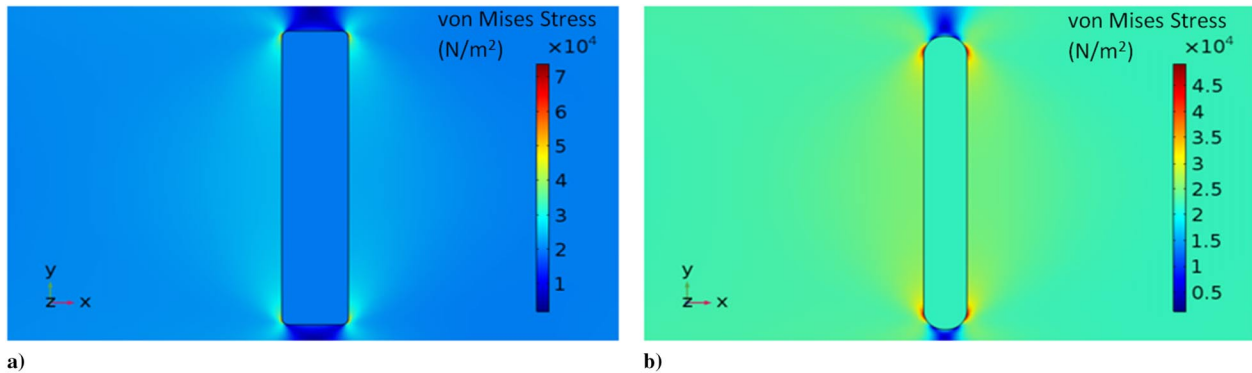 von Mises Stress
(N/m²)
×10⁴
7
6
5
4
3
2
1
y
z x
a)
von Mises Stress
(N/m²)
×10⁴
4.5
4
3.5
3
2.5
2
1.5
1
0.5
y
z x
b)